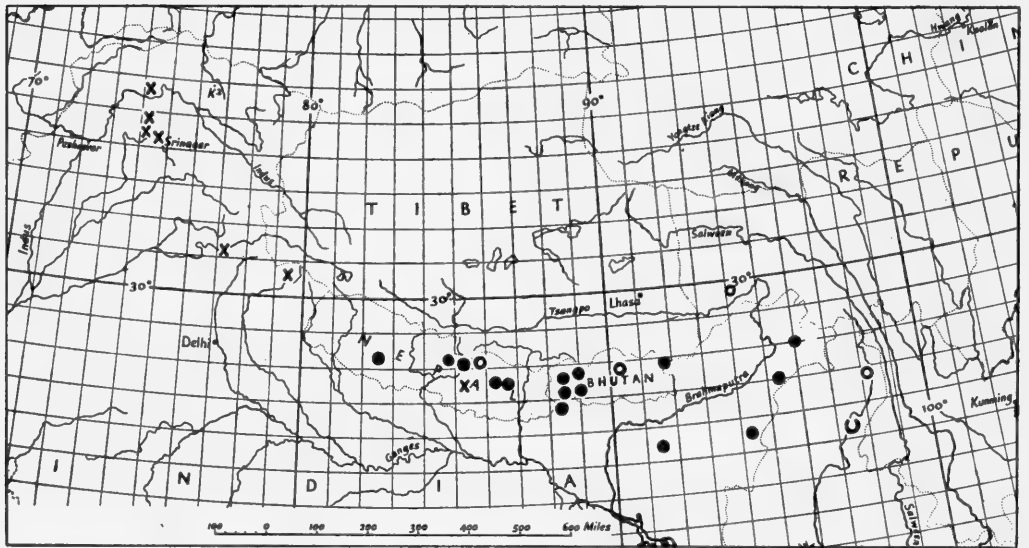 70°
K2
80°
90°
C H I N
Hwang
Peshawar
Srinagar
Indus
Yangtze Kiang
R E P U
Mekong
T I B E T
Salween
Indus
30°
30°
30°
Tsangpo
Lhasa
Delhi
N E P
A
BHUTAN
Brahmaputra
100°
Kunming
Ganges
I N D I A
Salween
100 0 100 200 300 400 500 600 Miles